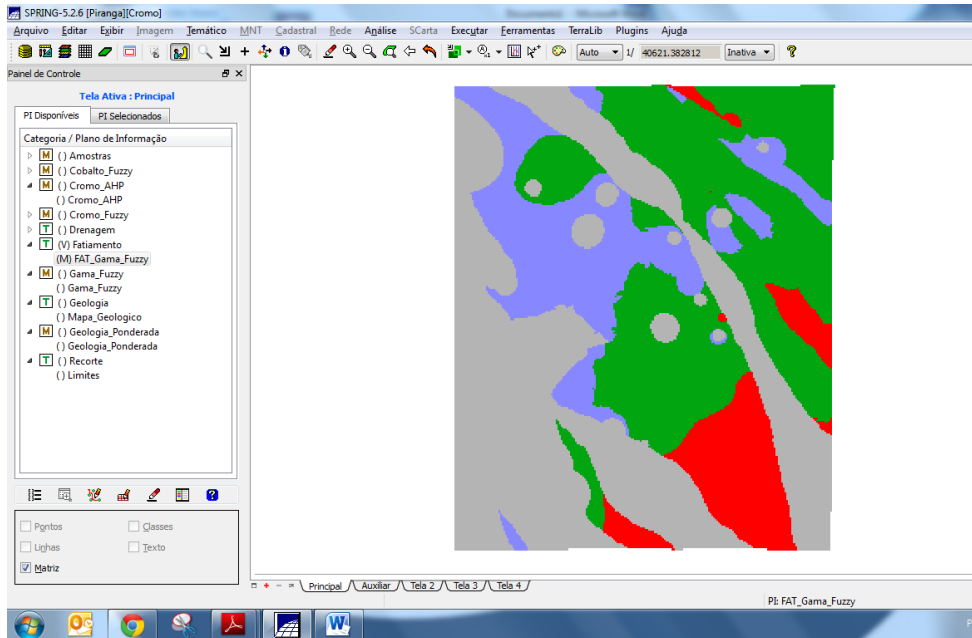 SPRING-5.2.6 [Piranga][Cromo]
Arquivo Editar Exibir Imagem Temático MNT Cadastral Rede Análise SCarta Executar Ferramentas TerraLib Plugins Ajuda
Auto 1/ 40621.382812 Inativa
Painel de Controle
Tela Ativa : Principal
PI Disponíveis PI Selecionados
Categoria / Plano de Informação
M () Amostras
M () Cobalto_Fuzzy
M () Cromo_AHP
() Cromo_AHP
M () Cromo_Fuzzy
T () Drenagem
T (V) Fatiamento
(M) FAT_Gama_Fuzzy
M () Gama_Fuzzy
() Gama_Fuzzy
T () Geologia
() Mapa_Geologico
M () Geologia_Ponderada
() Geologia_Ponderada
T () Recorte
() Limites
Pontos Classes
Linhas Texto
Matriz
Principal Auxiliar Tela 2 Tela 3 Tela 4
PI: FAT_Gama_Fuzzy